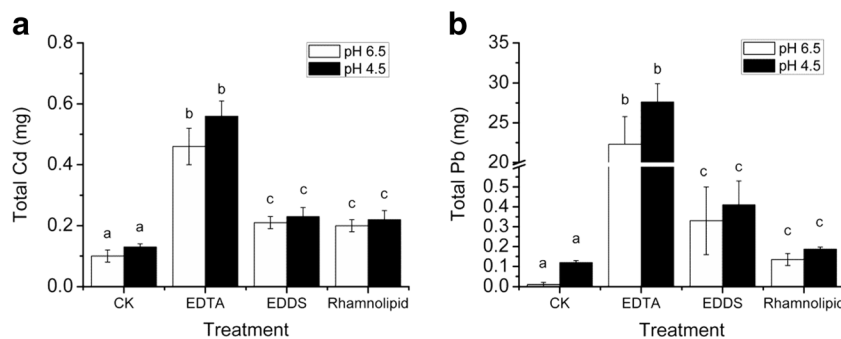 a
pH 6.5
pH 4.5
Total Cd (mg)
0.8
0.6
0.4
0.2
0.0
a a
b b
c c
c c
CK EDTA EDDS Rhamnolipid
Treatment
b
pH 6.5
pH 4.5
Total Pb (mg)
35
30
25
20
0.5
0.4
0.3
0.2
0.1
0.0
a a
b b
c c
c c
CK EDTA EDDS Rhamnolipid
Treatment